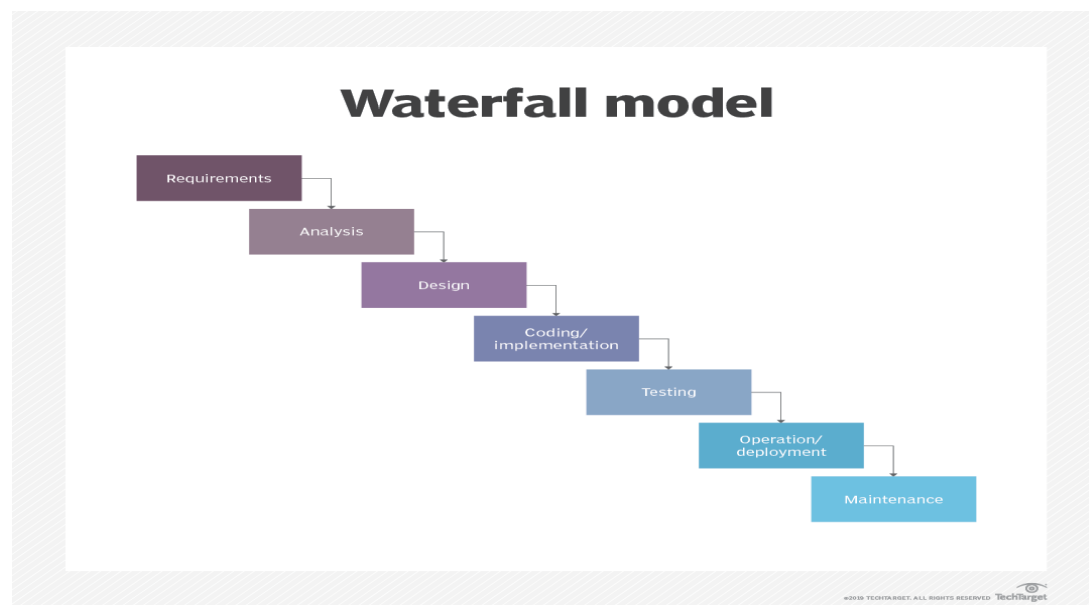 Waterfall model
Requirements
Analysis
Design
Coding/
implementation
Testing
Operation/
deployment
Maintenance
©2019 TECHTARGET. ALL RIGHTS RESERVED TechTarget